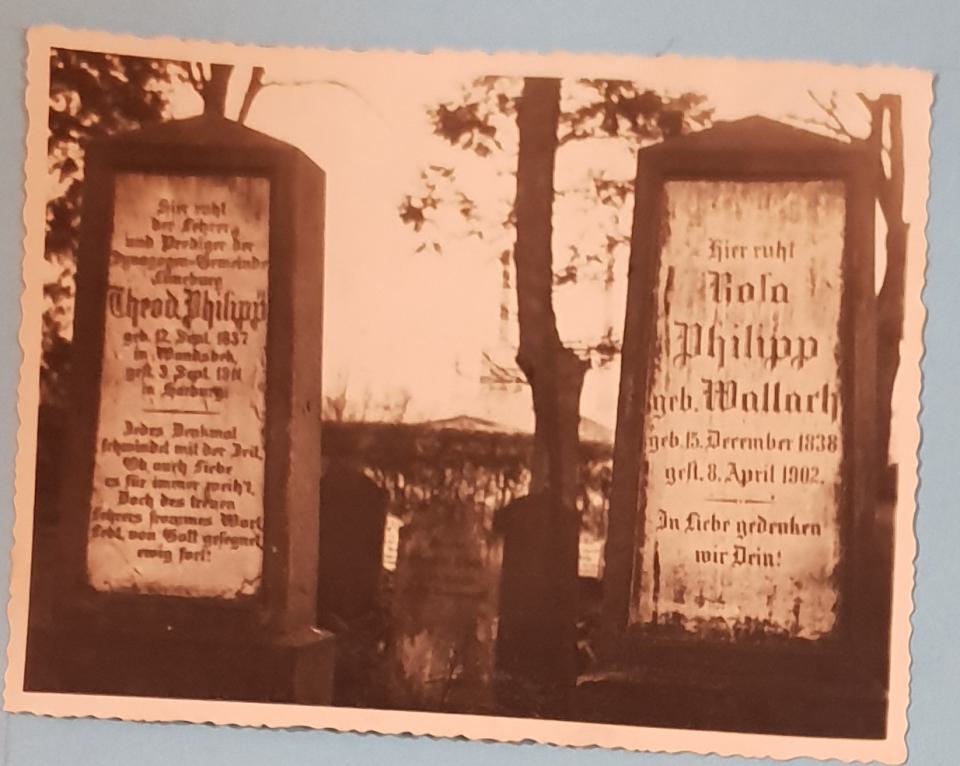 Hier ruht
der Lehrer
und Prediger der
Synagogen-Gemeinde
Lüneburg
Theod. Philipp
geb. 12. Sept. 1837
in Wandsbek,
gest. 3. Sept. 1911
in Harburg.
Jedes Denkmal
schwindet mit der Zeit,
Ob auch Liebe
es für immer weih't,
Doch des treuen
Lehrers frommes Wort
Lebt, von Gott gesegnet
ewig fort!
Hier ruht
Rosa
Philipp
geb. Wallach
geb. 15. December 1838
gest. 8. April 1902.
In Liebe gedenken
wir Dein!